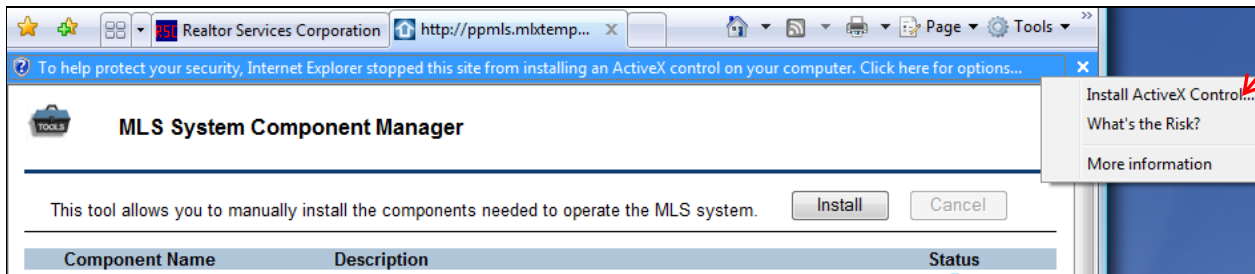 RSC Realtor Services Corporation http://ppmls.mlxtemp... x Page Tools »
To help protect your security, Internet Explorer stopped this site from installing an ActiveX control on your computer. Click here for options... x
Install ActiveX Control...
What's the Risk?
More information
TOOLS MLS System Component Manager
This tool allows you to manually install the components needed to operate the MLS system. Install Cancel
Component Name Description Status